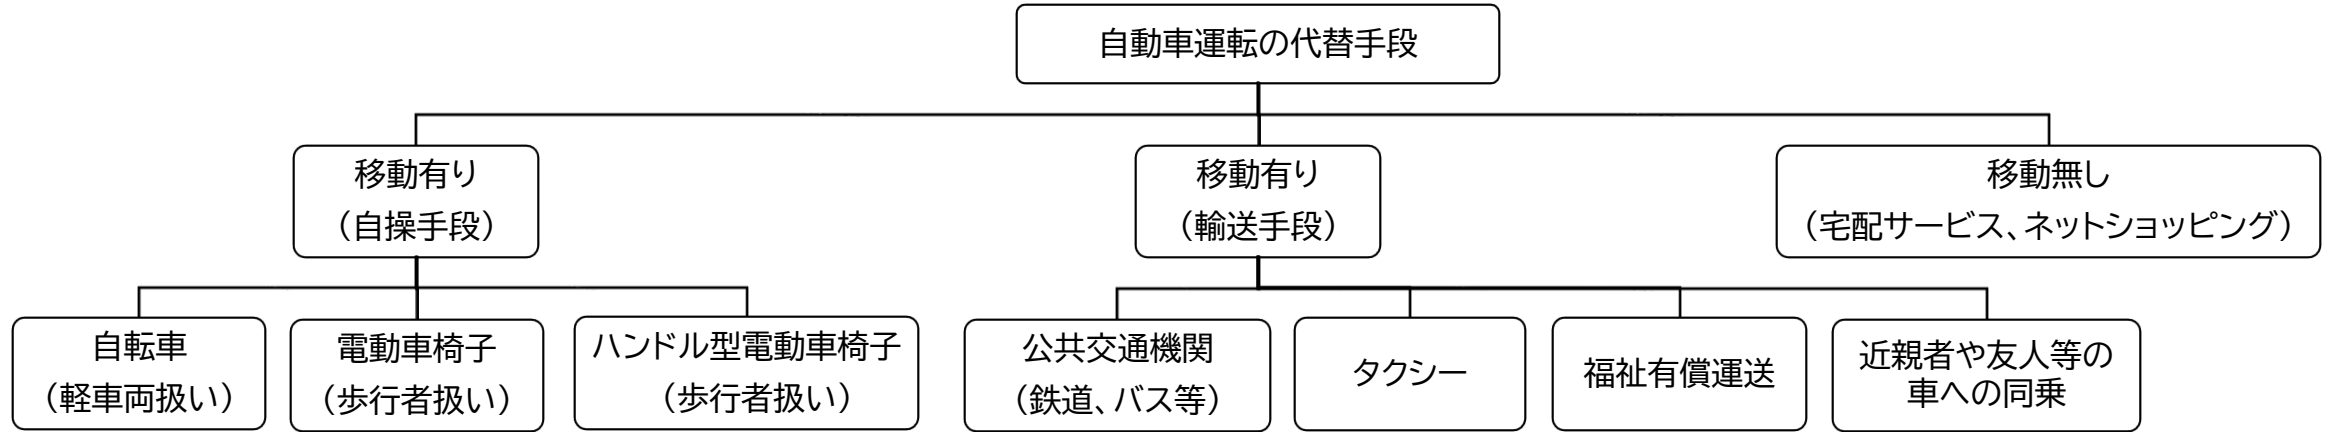 自動車運転の代替手段
移動有り
（自操手段）
移動有り
（輸送手段）
移動無し
（宅配サービス、ネットショッピング）
自転車
（軽車両扱い）
電動車椅子
（歩行者扱い）
ハンドル型電動車椅子
（歩行者扱い）
公共交通機関
（鉄道、バス等）
タクシー
福祉有償運送
近親者や友人等の
車への同乗